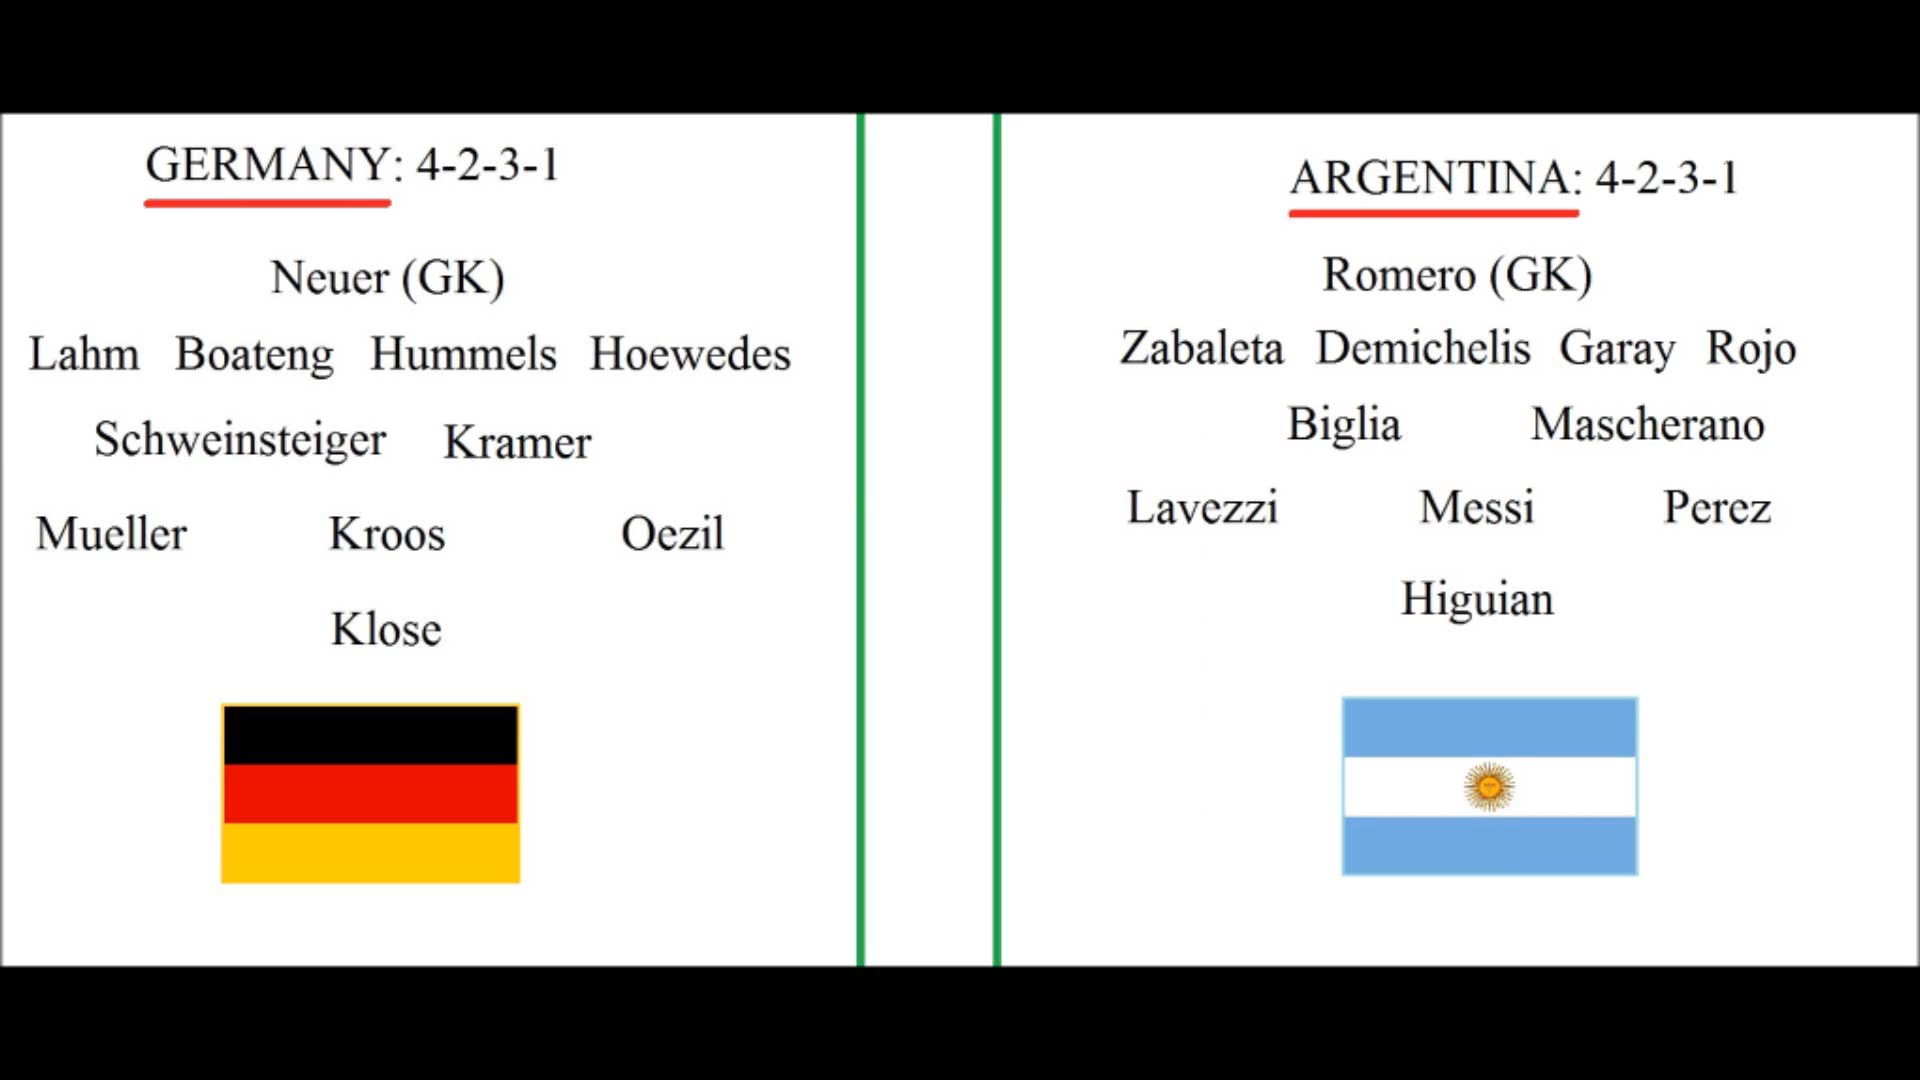 GERMANY: 4-2-3-1
Neuer (GK)
Lahm Boateng Hummels Hoewedes
Schweinsteiger Kramer
Mueller Kroos Oezil
Klose
ARGENTINA: 4-2-3-1
Romero (GK)
Zabaleta Demichelis Garay Rojo
Biglia Mascherano
Lavezzi Messi Perez
Higuian